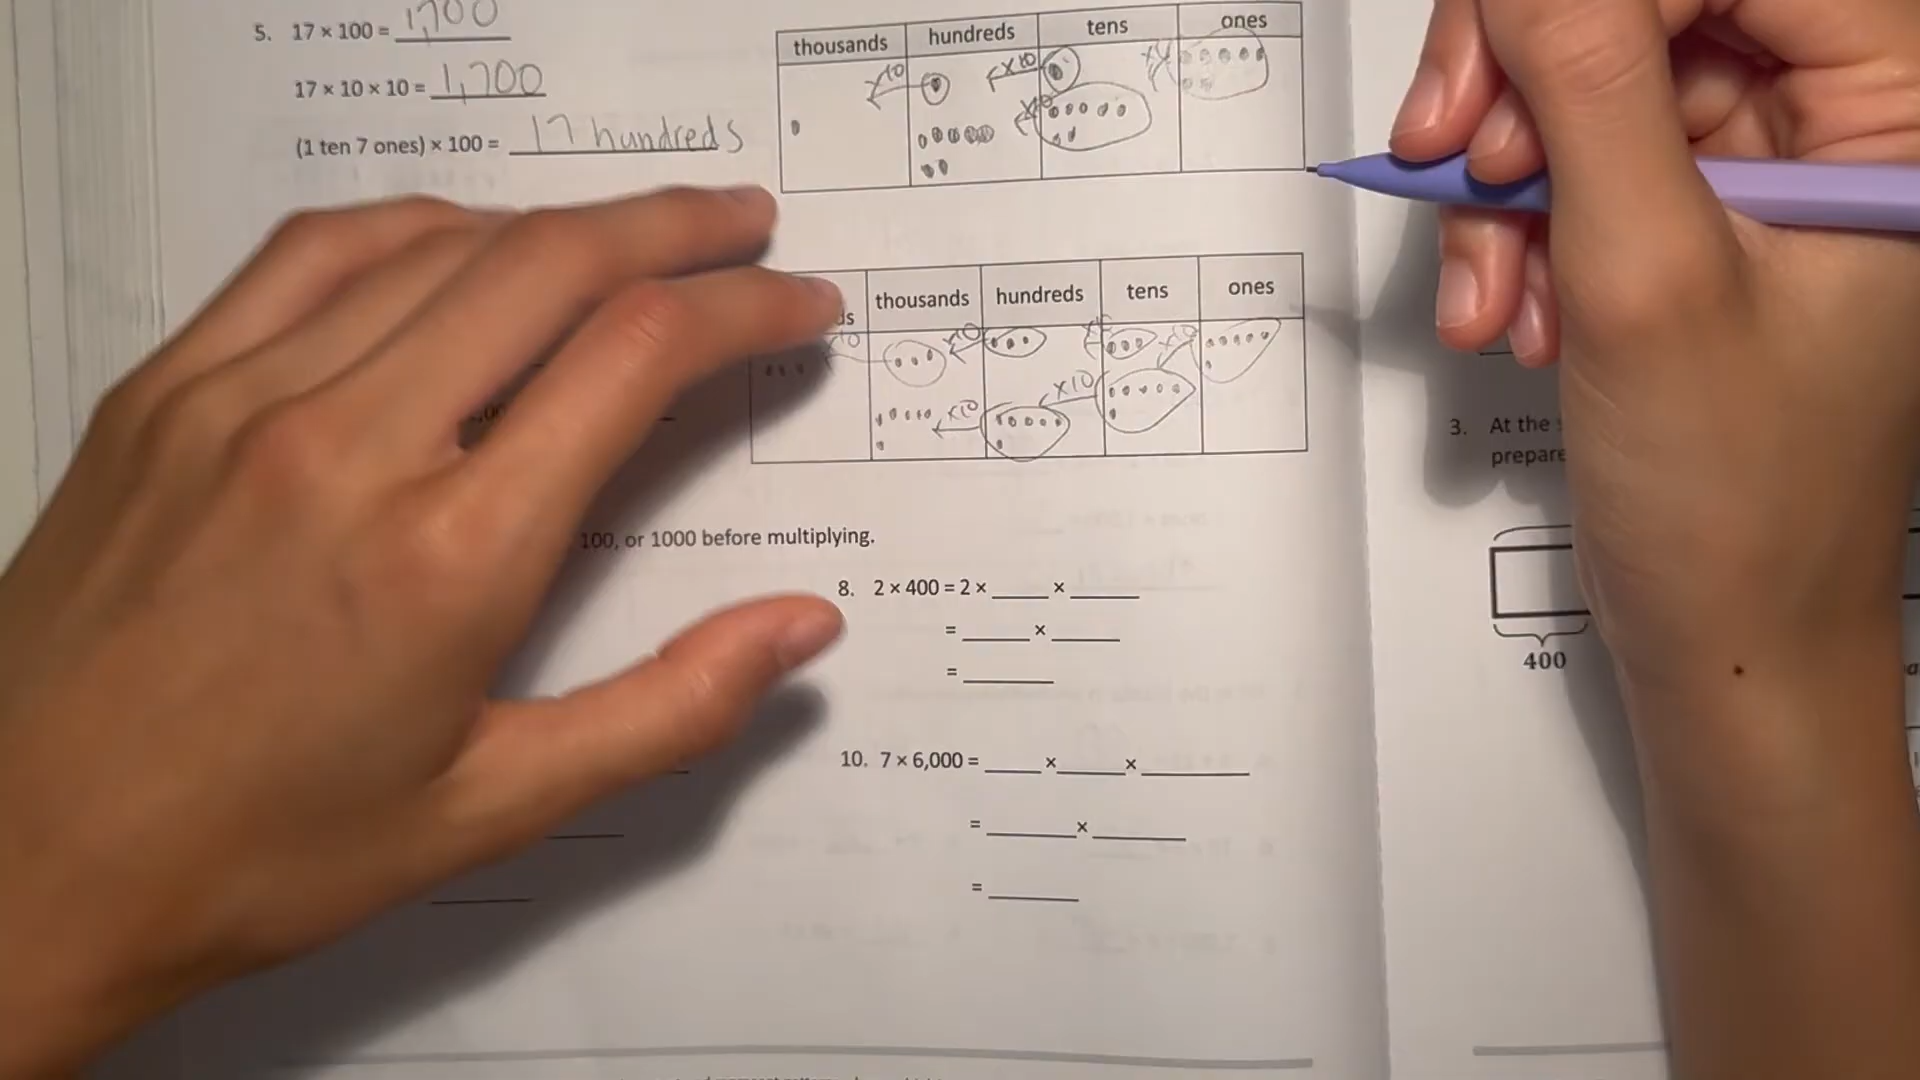 5. 17 × 100 = 1,700
17 × 10 × 10 = 1,700
(1 ten 7 ones) × 100 = 17 hundreds
thousands hundreds tens ones
×10 ×10
×10
thousands hundreds tens ones
×10 ×10 ×10
×10 ×10
100, or 1000 before multiplying.
8. 2 × 400 = 2 × ____ × ____
= ____ × ____
= ____
10. 7 × 6,000 = ____ × ____ × ____
= ____ × ____
= ____
3. At the
prepare
400